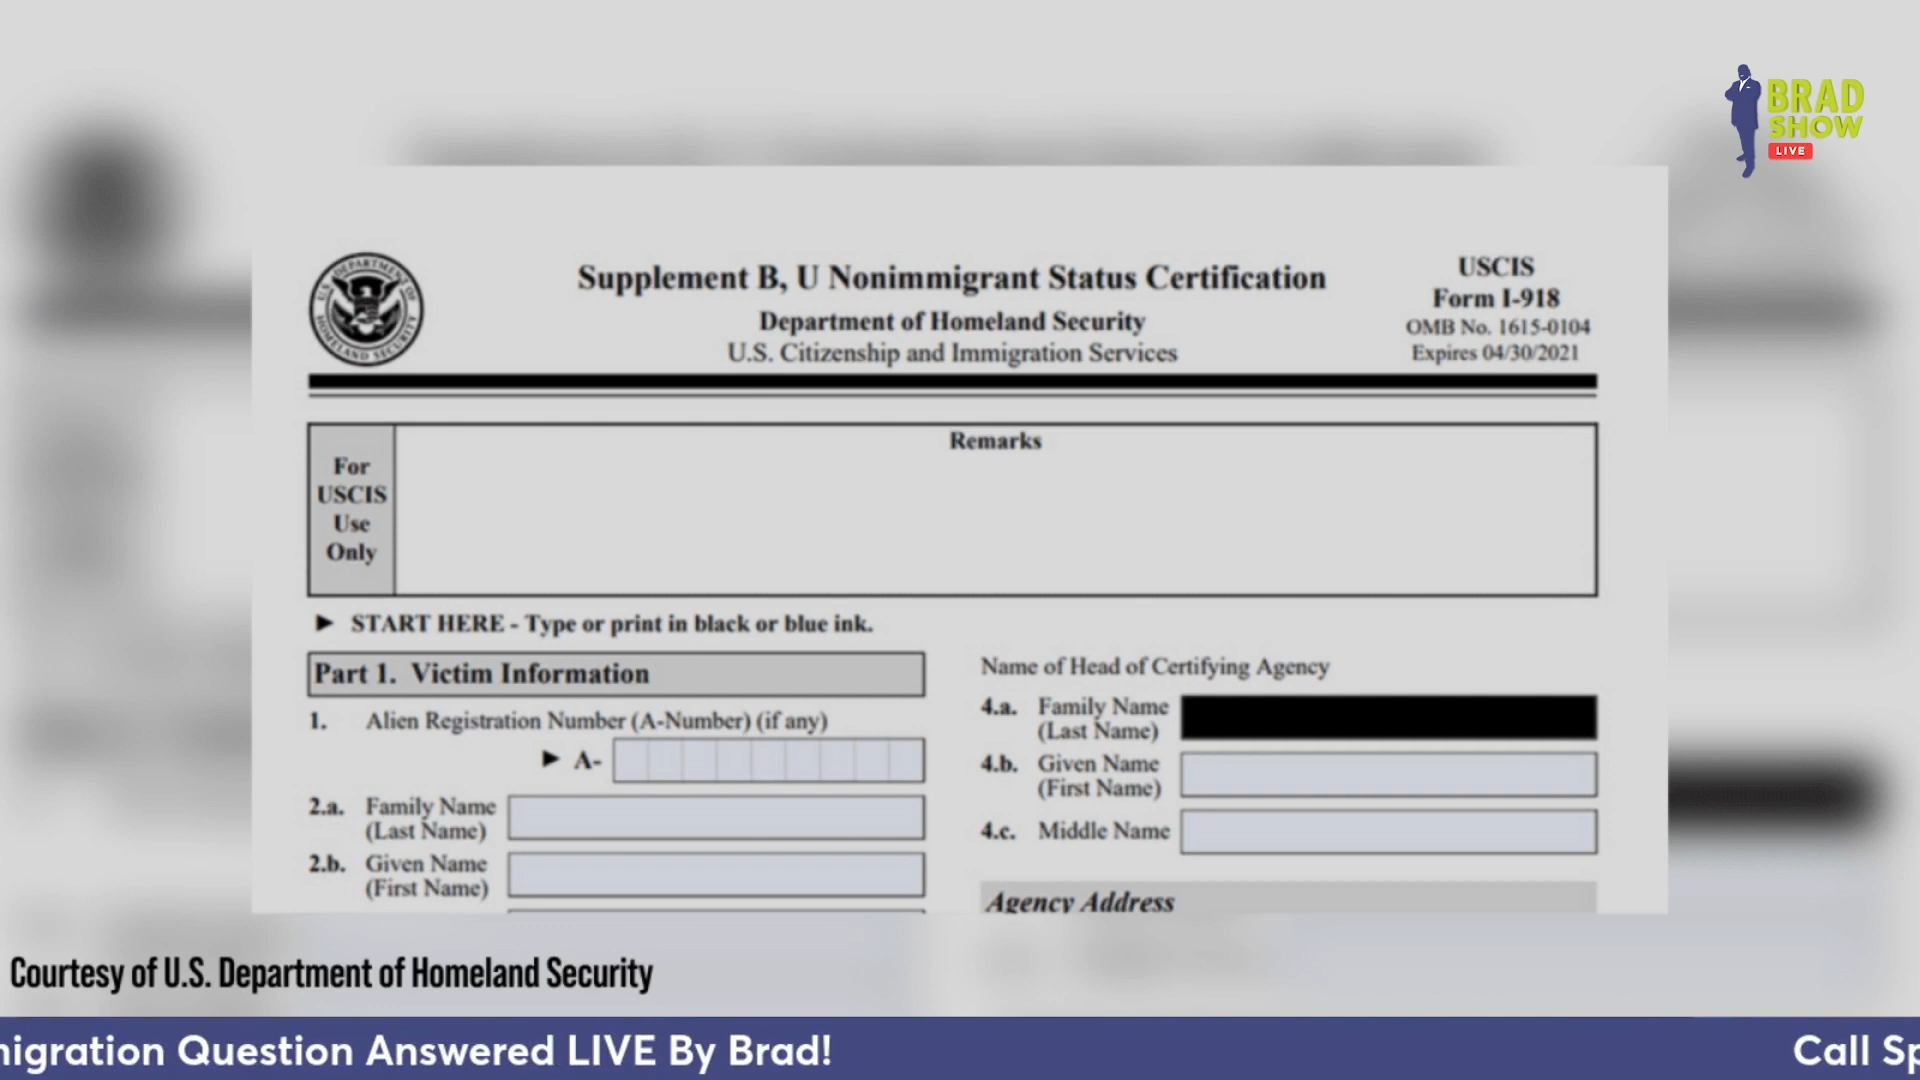 BRAD
SHOW
LIVE
U.S. DEPARTMENT OF HOMELAND SECURITY
Supplement B, U Nonimmigrant Status Certification
Department of Homeland Security
U.S. Citizenship and Immigration Services
USCIS
Form I-918
OMB No. 1615-0104
Expires 04/30/2021
For
USCIS
Use
Only
Remarks
► START HERE - Type or print in black or blue ink.
Part 1. Victim Information
1. Alien Registration Number (A-Number) (if any)
► A-
2.a. Family Name
(Last Name)
2.b. Given Name
(First Name)
Name of Head of Certifying Agency
4.a. Family Name
(Last Name)
4.b. Given Name
(First Name)
4.c. Middle Name
Agency Address
Courtesy of U.S. Department of Homeland Security
migration Question Answered LIVE By Brad!
Call Sp